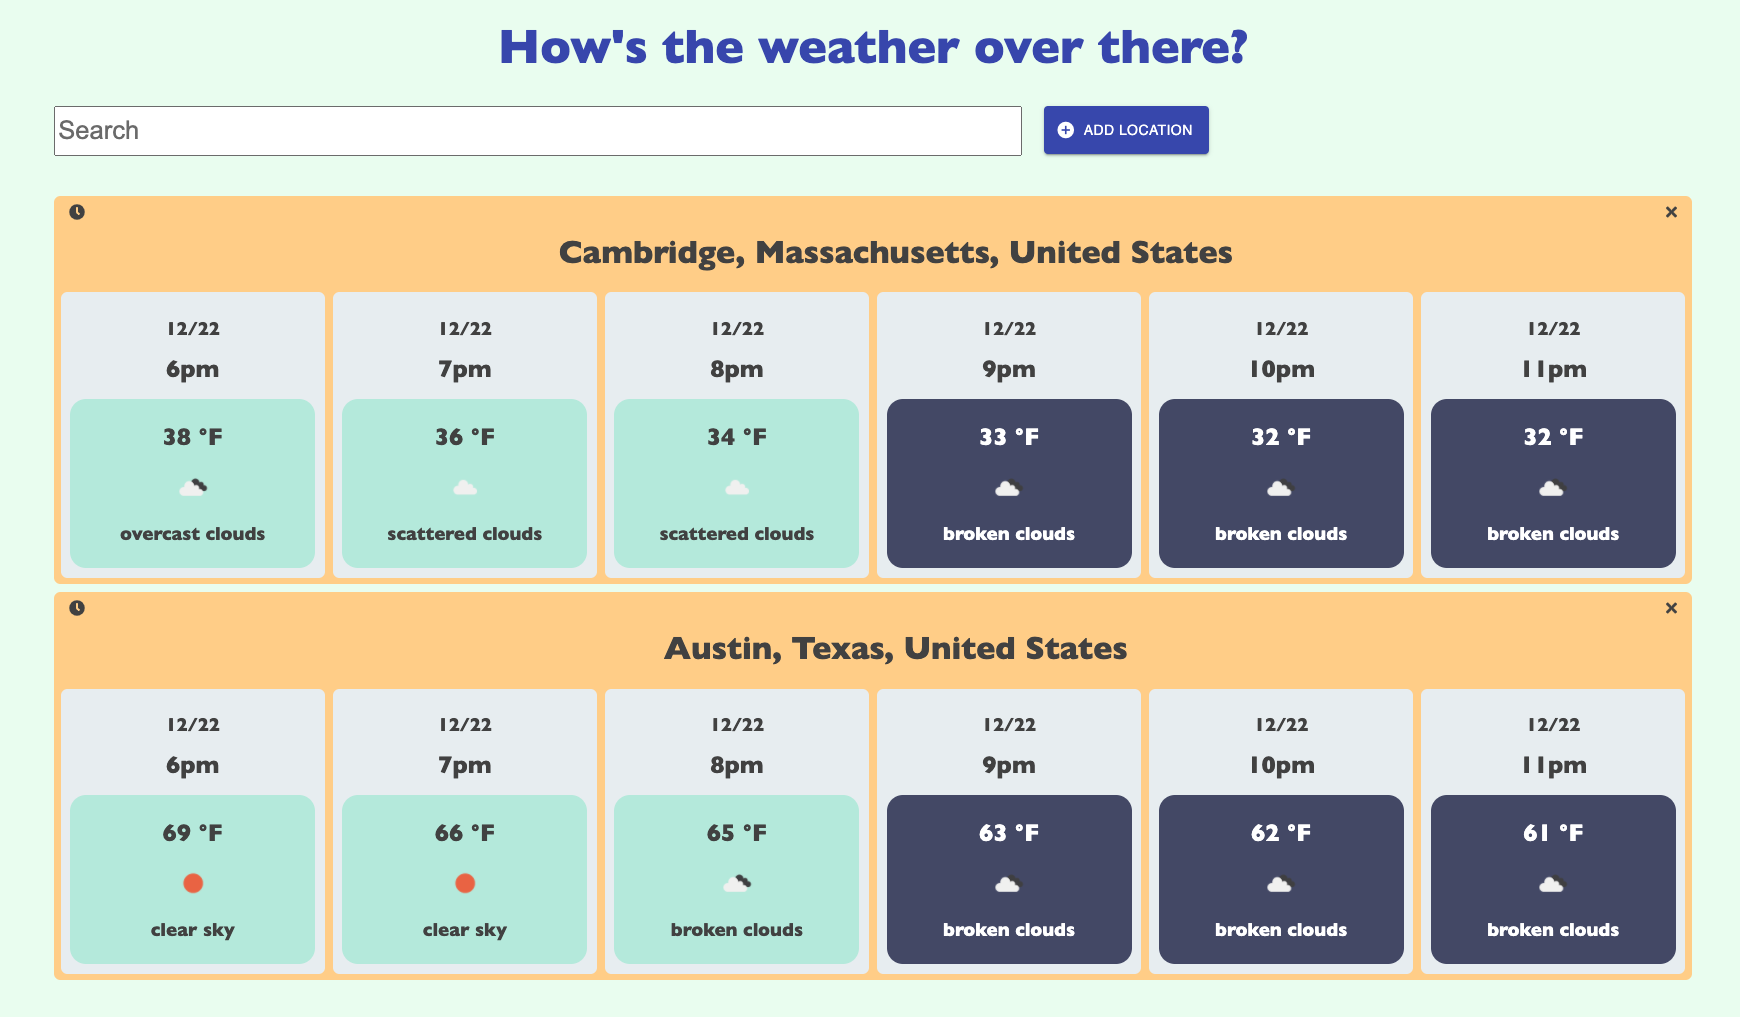 How's the weather over there?
Search
ADD LOCATION
Cambridge, Massachusetts, United States
12/22 12/22 12/22 12/22 12/22 12/22
6pm 7pm 8pm 9pm 10pm 11pm
38 °F 36 °F 34 °F 33 °F 32 °F 32 °F
overcast clouds scattered clouds scattered clouds broken clouds broken clouds broken clouds
Austin, Texas, United States
12/22 12/22 12/22 12/22 12/22 12/22
6pm 7pm 8pm 9pm 10pm 11pm
69 °F 66 °F 65 °F 63 °F 62 °F 61 °F
clear sky clear sky broken clouds broken clouds broken clouds broken clouds